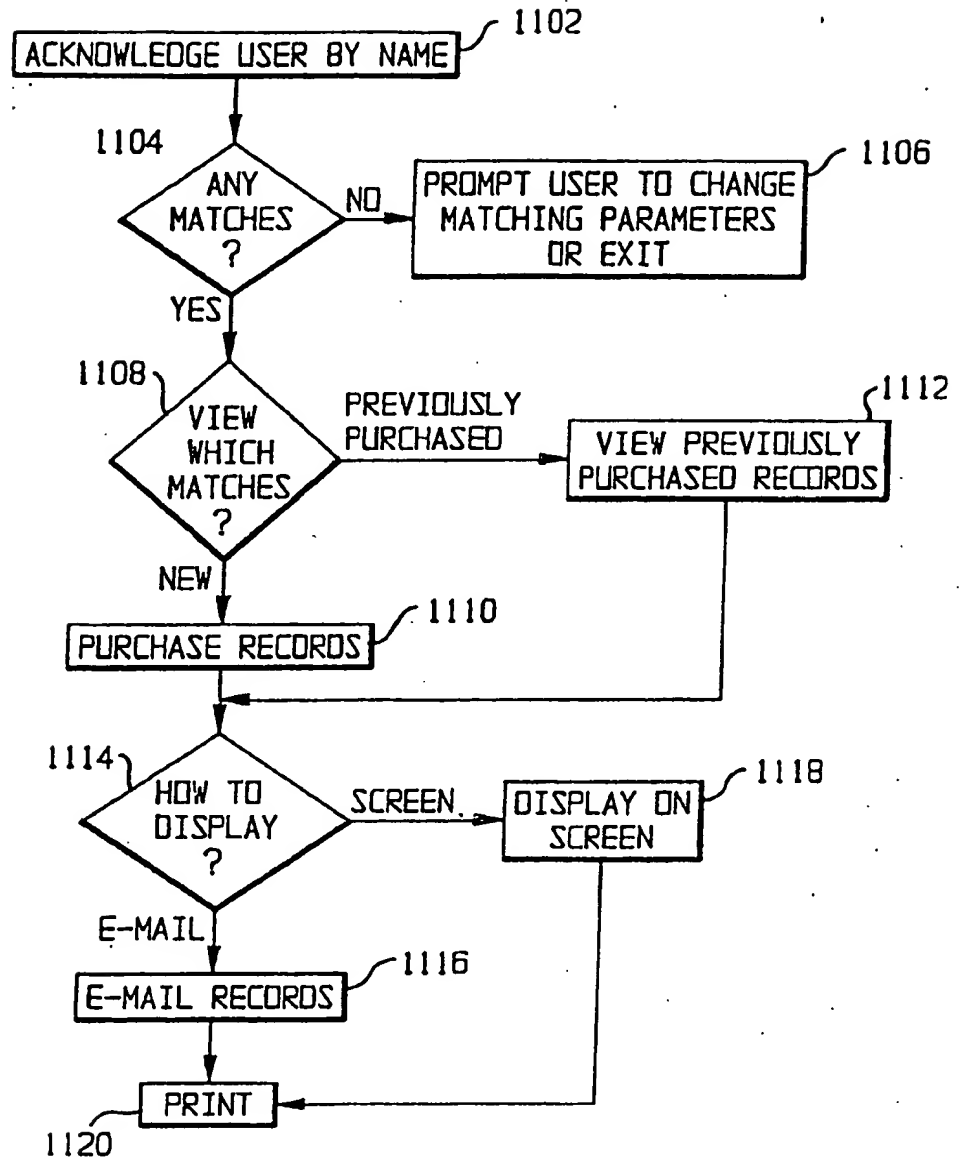 1102
ACKNOWLEDGE USER BY NAME
1104
ANY
MATCHES
?
NO
1106
PROMPT USER TO CHANGE
MATCHING PARAMETERS
OR EXIT
YES
1108
VIEW
WHICH
MATCHES
?
PREVIOUSLY
PURCHASED
1112
VIEW PREVIOUSLY
PURCHASED RECORDS
NEW
1110
PURCHASE RECORDS
1114
HOW TO
DISPLAY
?
SCREEN
1118
DISPLAY ON
SCREEN
E-MAIL
1116
E-MAIL RECORDS
PRINT
1120